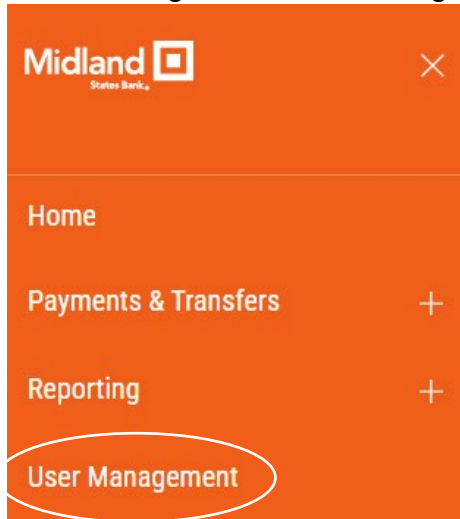 Midland
States Bank®
Home
Payments & Transfers
Reporting
User Management